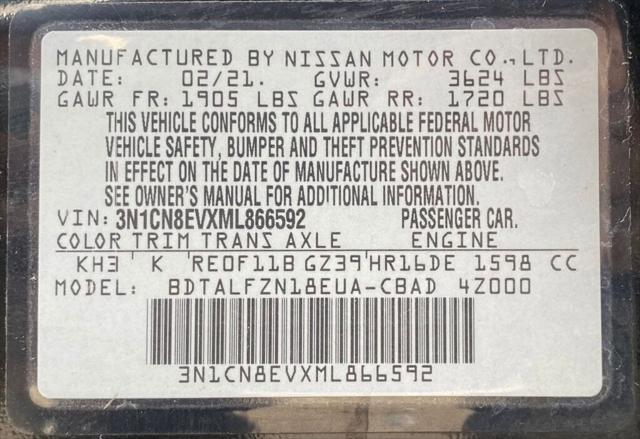 MANUFACTURED BY NISSAN MOTOR CO., LTD.
DATE: 02/21. GVWR: 3624 LBS
GAWR FR: 1905 LBS GAWR RR: 1720 LBS
THIS VEHICLE CONFORMS TO ALL APPLICABLE FEDERAL MOTOR
VEHICLE SAFETY, BUMPER AND THEFT PREVENTION STANDARDS
IN EFFECT ON THE DATE OF MANUFACTURE SHOWN ABOVE.
SEE OWNER'S MANUAL FOR ADDITIONAL INFORMATION.
VIN: 3N1CN8EVXML866592 PASSENGER CAR.
COLOR TRIM TRANS AXLE ENGINE
KH3 K RE0F11B GZ39 HR16DE 1598 CC
MODEL: BDTALFZN18EUA-CBAD 4Z000
3N1CN8EVXML866592